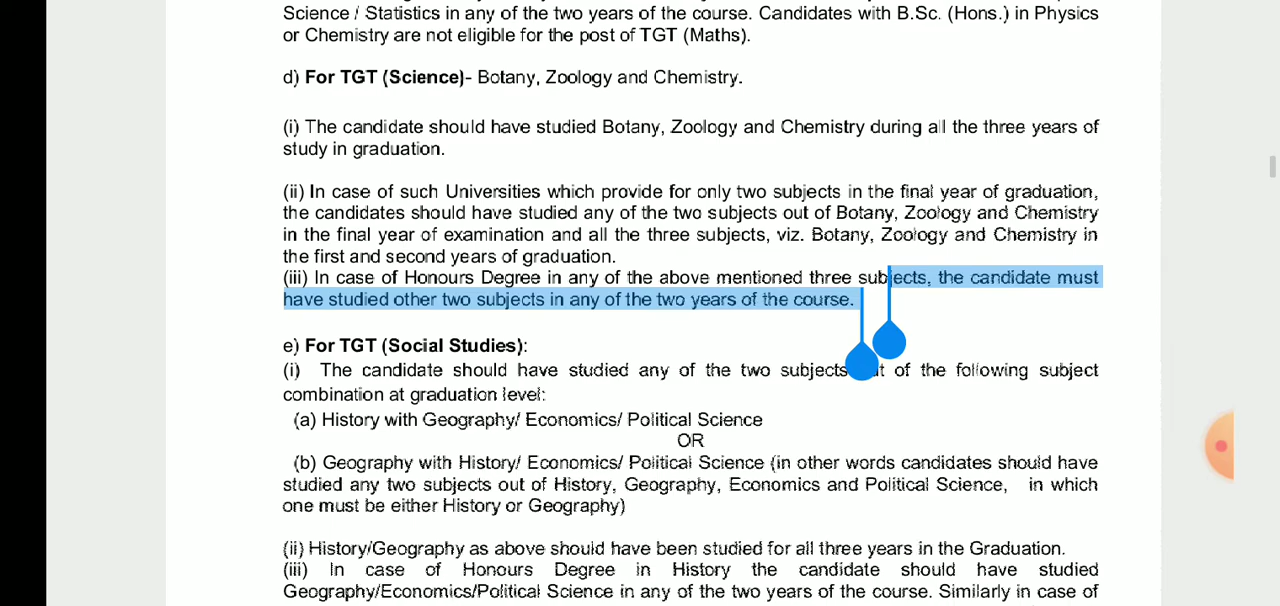 Science / Statistics in any of the two years of the course. Candidates with B.Sc. (Hons.) in Physics
or Chemistry are not eligible for the post of TGT (Maths).
d) For TGT (Science)- Botany, Zoology and Chemistry.
(i) The candidate should have studied Botany, Zoology and Chemistry during all the three years of
study in graduation.
(ii) In case of such Universities which provide for only two subjects in the final year of graduation,
the candidates should have studied any of the two subjects out of Botany, Zoology and Chemistry
in the final year of examination and all the three subjects, viz. Botany, Zoology and Chemistry in
the first and second years of graduation.
(iii) In case of Honours Degree in any of the above mentioned three subjects, the candidate must
have studied other two subjects in any of the two years of the course.
e) For TGT (Social Studies):
(i) The candidate should have studied any of the two subjects of the following subject
combination at graduation level:
(a) History with Geography/ Economics/ Political Science
OR
(b) Geography with History/ Economics/ Political Science (in other words candidates should have
studied any two subjects out of History, Geography, Economics and Political Science, in which
one must be either History or Geography)
(ii) History/Geography as above should have been studied for all three years in the Graduation.
(iii) In case of Honours Degree in History the candidate should have studied
Geography/Economics/Political Science in any of the two years of the course. Similarly in case of